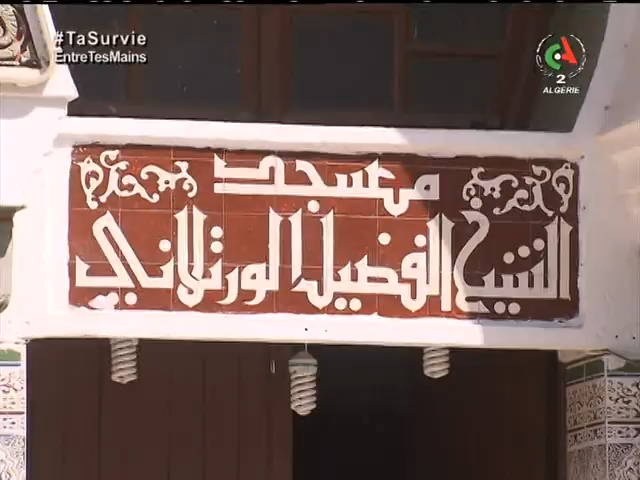 #TaSurvie
EntreTesMains
2
ALGERIE
مسجد
الشيخ الفضيل الورتلاني